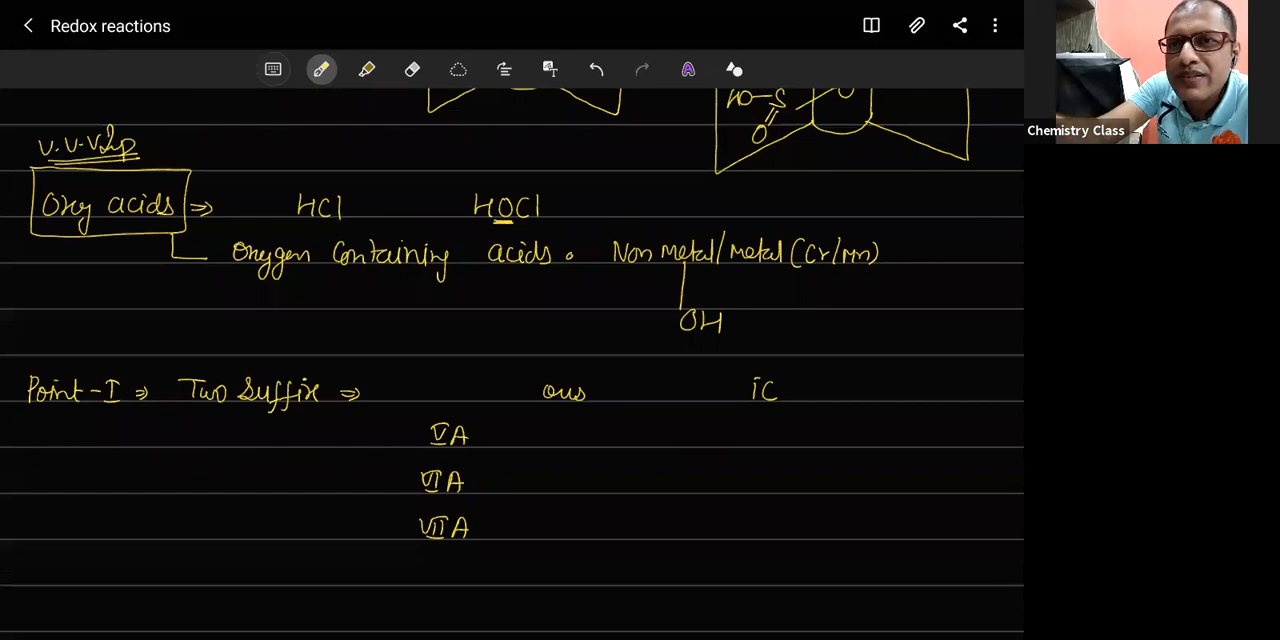 Redox reactions
HO-S
O
O
V.V.V Imp
Oxy acids ⇒ HCl HOCl
Oxygen Containing acids. Non metal/metal (Cr/Mn)
OH
Point-I ⇒ Two Suffix ⇒ ous ic
VA
VIA
VIIA
Chemistry Class